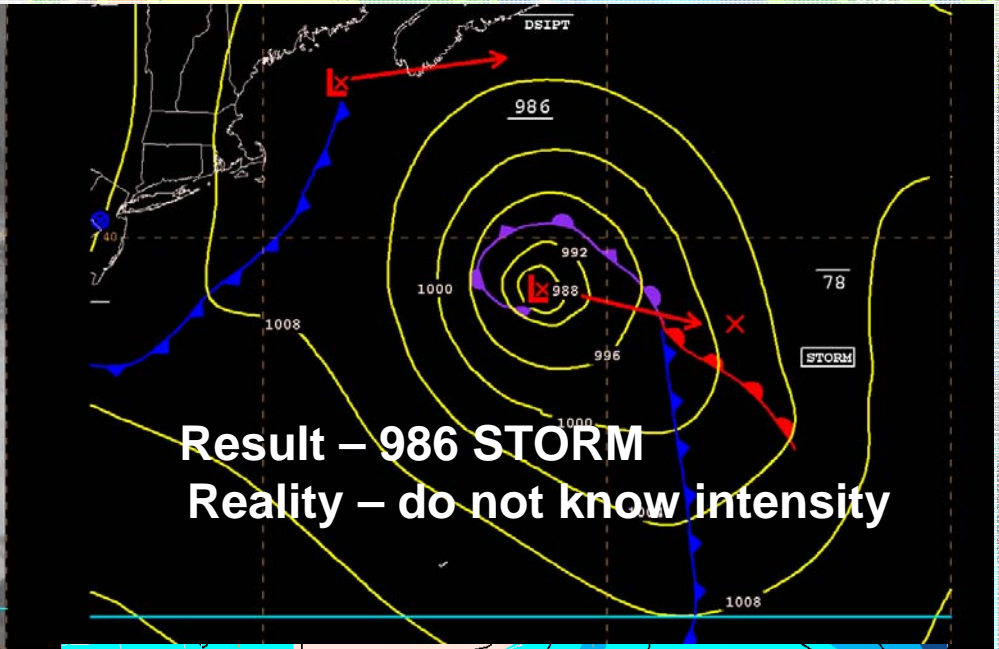 DSIPT
986
40
992
1000
988
78
1008
996
STORM
1000
Result – 986 STORM
Reality – do not know intensity
1008